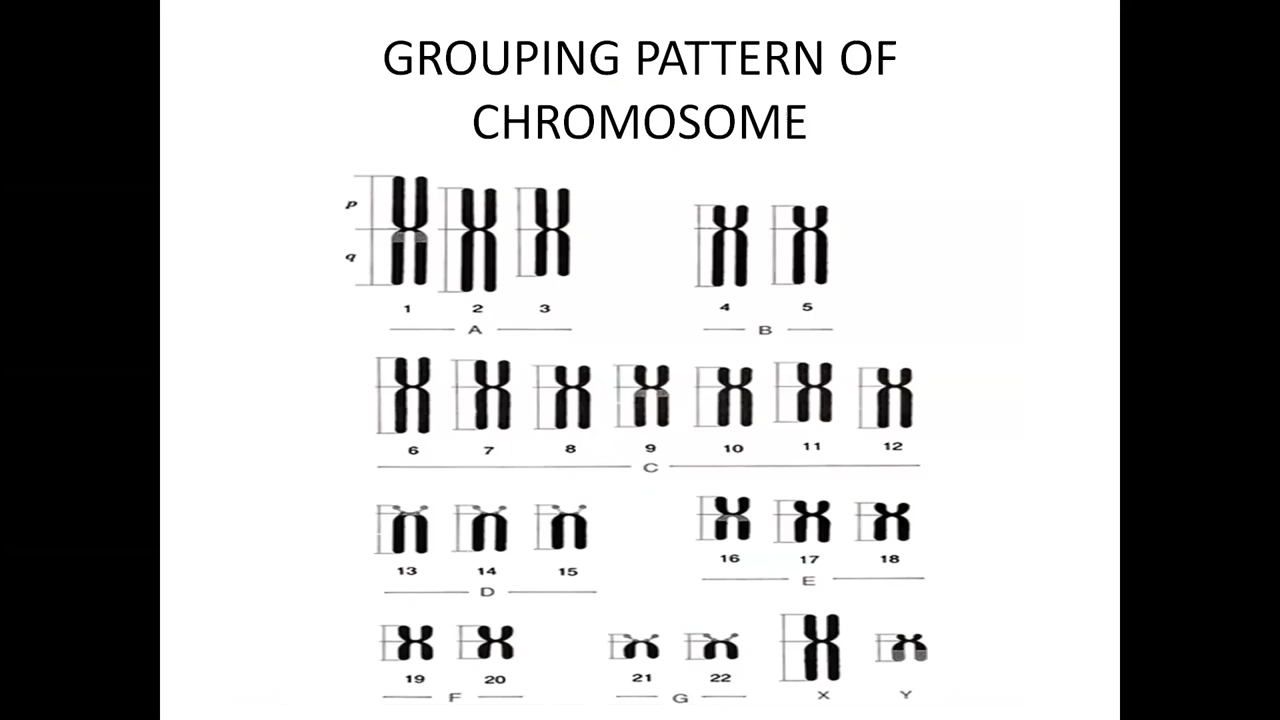 GROUPING PATTERN OF
CHROMOSOME
p
q
1 2 3 4 5
A B
6 7 8 9 10 11 12
C
13 14 15 16 17 18
D E
19 20 21 22 X Y
F G